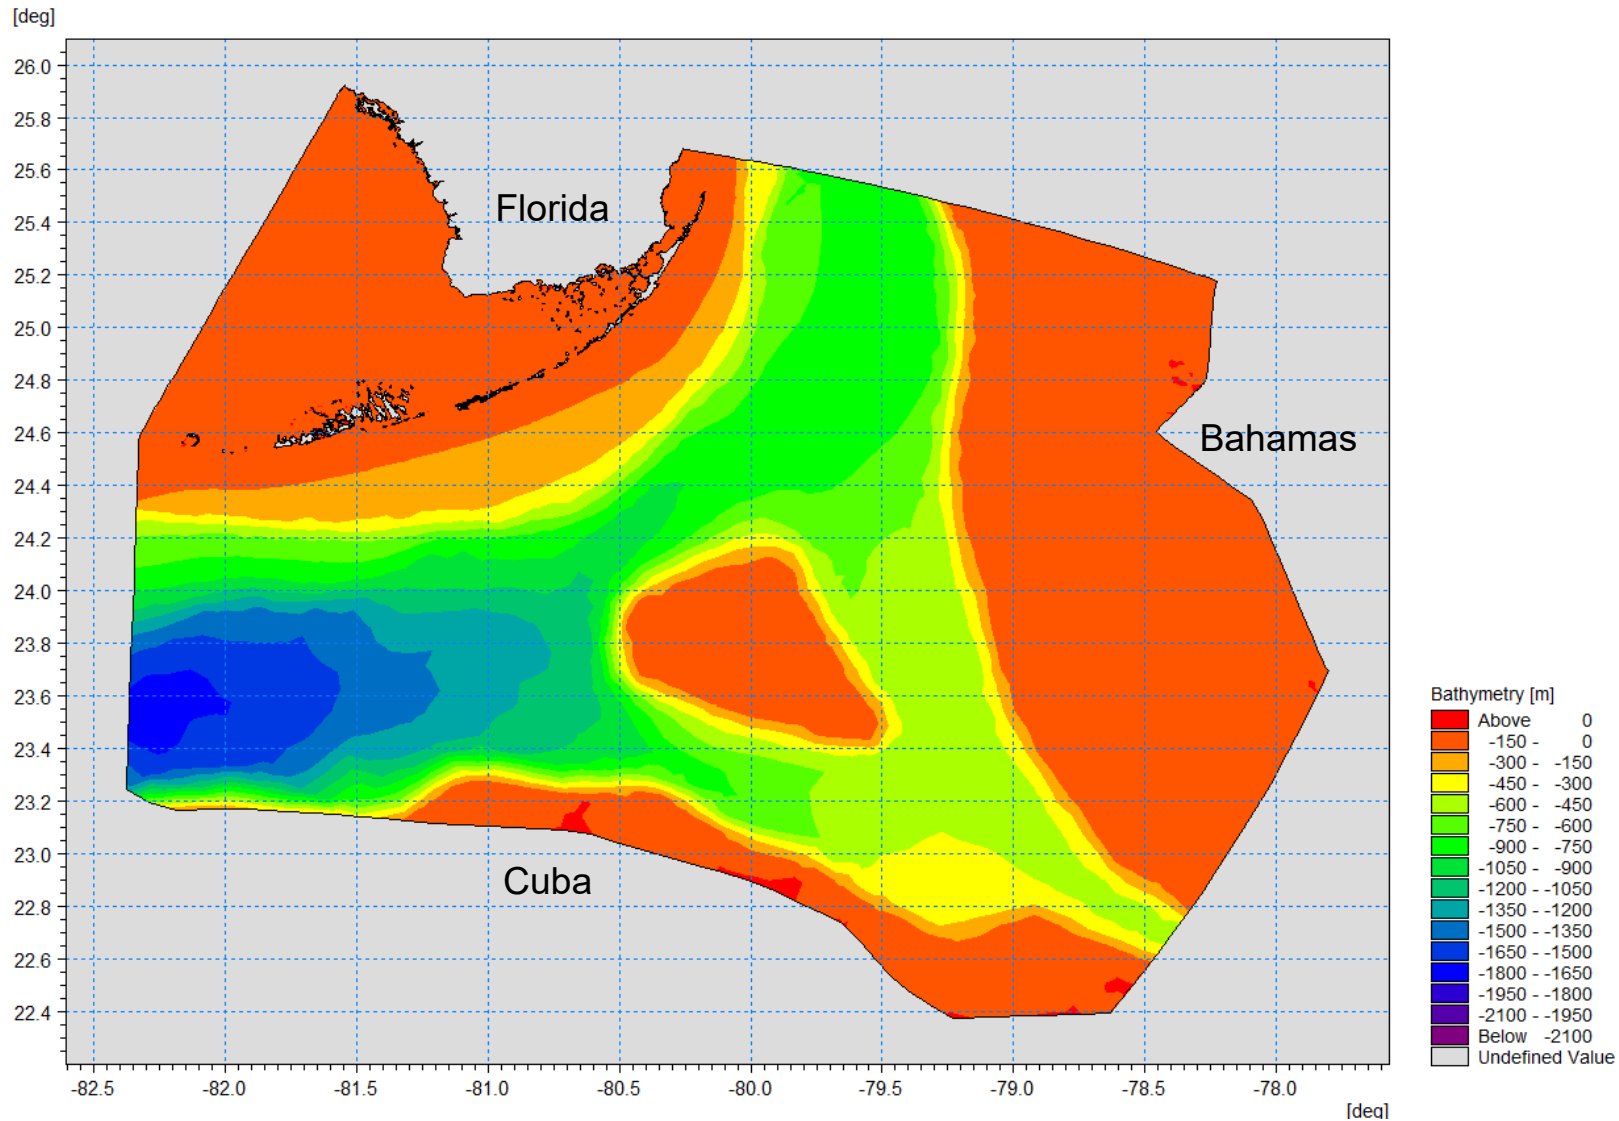 [deg]
26.0
25.8
25.6
25.4
25.2
25.0
24.8
24.6
24.4
24.2
24.0
23.8
23.6
23.4
23.2
23.0
22.8
22.6
22.4
Florida
Bahamas
Cuba
-82.5 -82.0 -81.5 -81.0 -80.5 -80.0 -79.5 -79.0 -78.5 -78.0
[deg]
Bathymetry [m]
Above 0
-150 - 0
-300 - -150
-450 - -300
-600 - -450
-750 - -600
-900 - -750
-1050 - -900
-1200 - -1050
-1350 - -1200
-1500 - -1350
-1650 - -1500
-1800 - -1650
-1950 - -1800
-2100 - -1950
Below -2100
Undefined Value